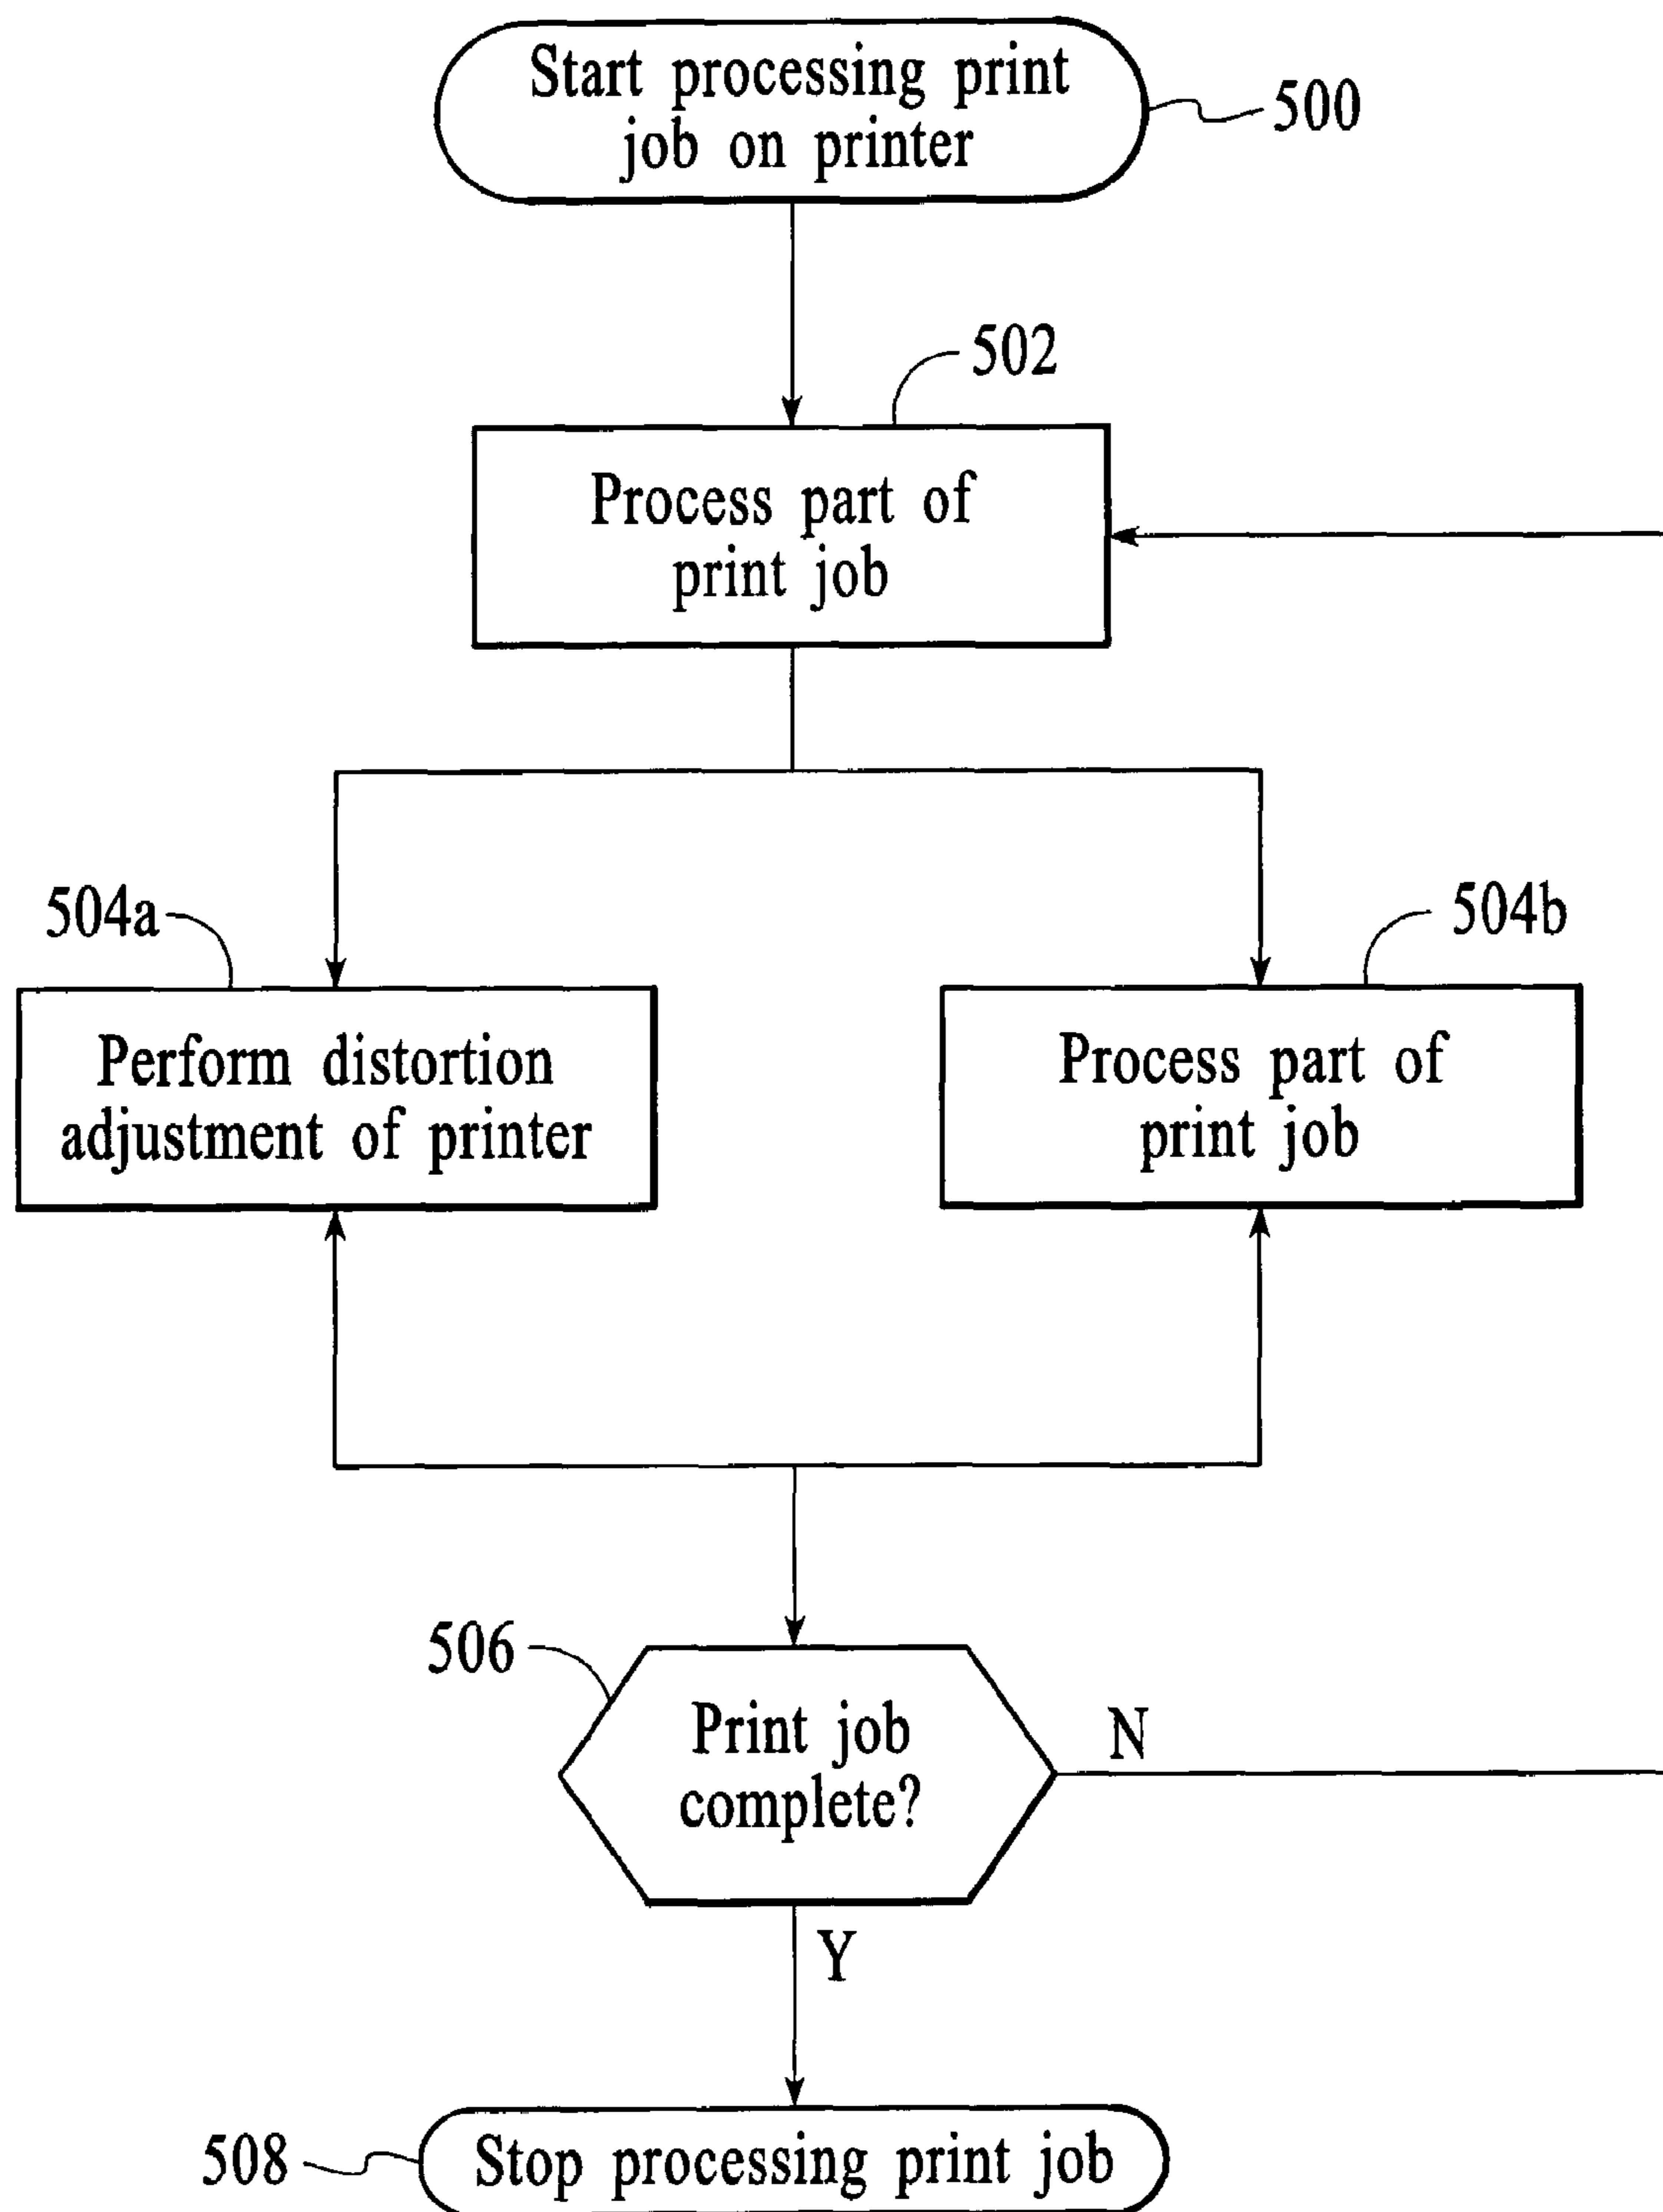 Start processing print
job on printer
500
502
Process part of
print job
504a
504b
Perform distortion
adjustment of printer
Process part of
print job
506
Print job
complete?
N
Y
508
Stop processing print job